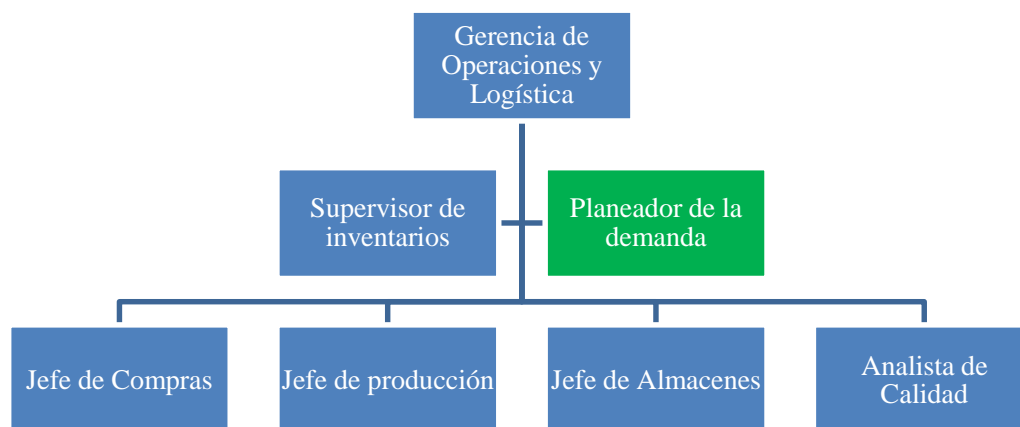 Gerencia de
Operaciones y
Logística
Supervisor de
inventarios
Planeador de la
demanda
Jefe de Compras
Jefe de producción
Jefe de Almacenes
Analista de
Calidad